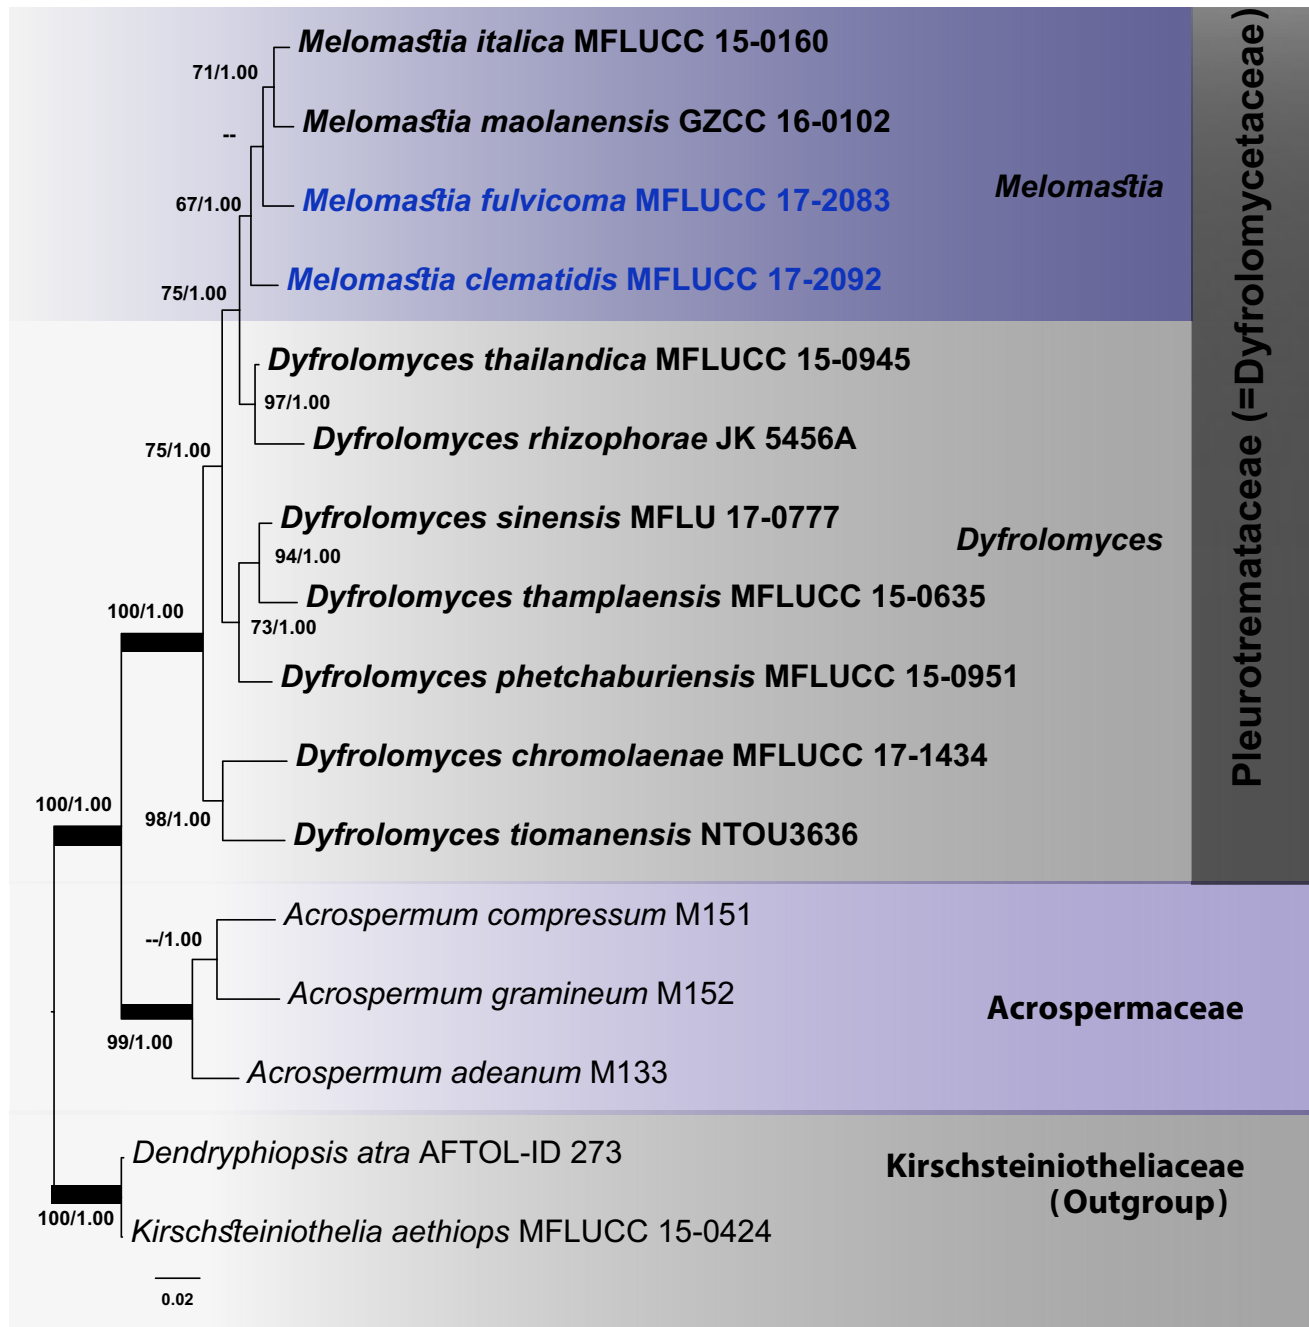 Melomastia italica MFLUCC 15-0160
71/1.00
Melomastia maolanensis GZCC 16-0102
--
Melomastia fulvicoma MFLUCC 17-2083
Melomastia
67/1.00
Melomastia clematidis MFLUCC 17-2092
75/1.00
Pleurotremataceae (=Dyfrolomycetaceae)
Dyfrolomyces thailandica MFLUCC 15-0945
97/1.00
Dyfrolomyces rhizophorae JK 5456A
75/1.00
Dyfrolomyces sinensis MFLU 17-0777
Dyfrolomyces
94/1.00
Dyfrolomyces thamplaensis MFLUCC 15-0635
100/1.00
73/1.00
Dyfrolomyces phetchaburiensis MFLUCC 15-0951
Dyfrolomyces chromolaenae MFLUCC 17-1434
100/1.00
98/1.00
Dyfrolomyces tiomanensis NTOU3636
Acrospermum compressum M151
--/1.00
Acrospermum gramineum M152
Acrospermaceae
99/1.00
Acrospermum adeanum M133
Dendryphiopsis atra AFTOL-ID 273
Kirschsteiniotheliaceae
(Outgroup)
100/1.00
Kirschsteiniothelia aethiops MFLUCC 15-0424
0.02